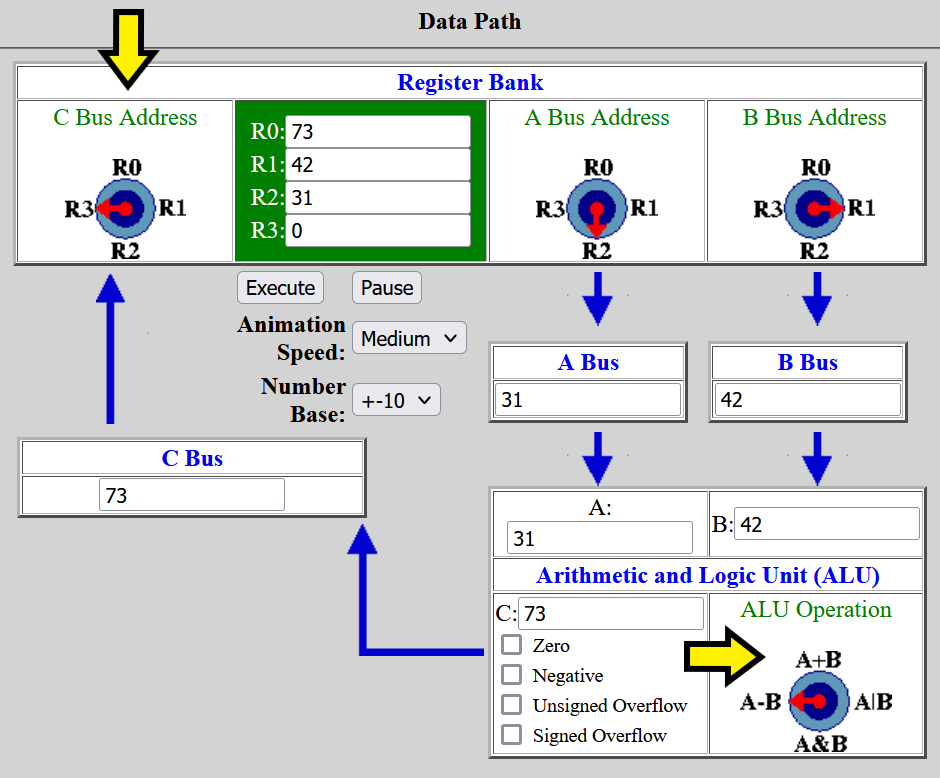 Data Path
Register Bank
C Bus Address
R0
R3 R1
R2
R0: 73
R1: 42
R2: 31
R3: 0
A Bus Address
R0
R3 R1
R2
B Bus Address
R0
R3 R1
R2
Execute Pause
Animation
Speed: Medium
Number
Base: +-10
A Bus
31
B Bus
42
C Bus
73
A:
31
B: 42
Arithmetic and Logic Unit (ALU)
C: 73
Zero
Negative
Unsigned Overflow
Signed Overflow
ALU Operation
A+B
A-B A|B
A&B